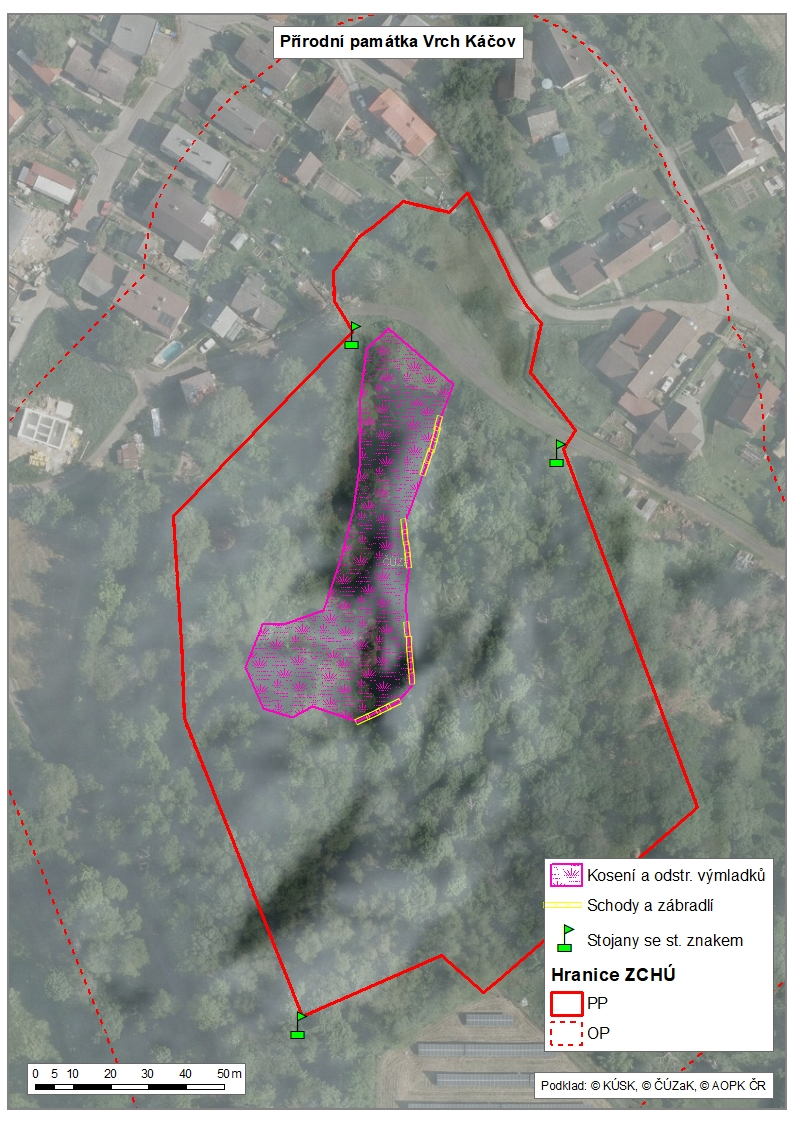 Přírodní památka Vrch Káčov
ČÚZ
Kosení a odstr. výmladků
Schody a zábradlí
Stojany se st. znakem
Hranice ZCHÚ
PP
OP
0 5 10 20 30 40 50 m
Podklad: © KÚSK, © ČÚZaK, © AOPK ČR